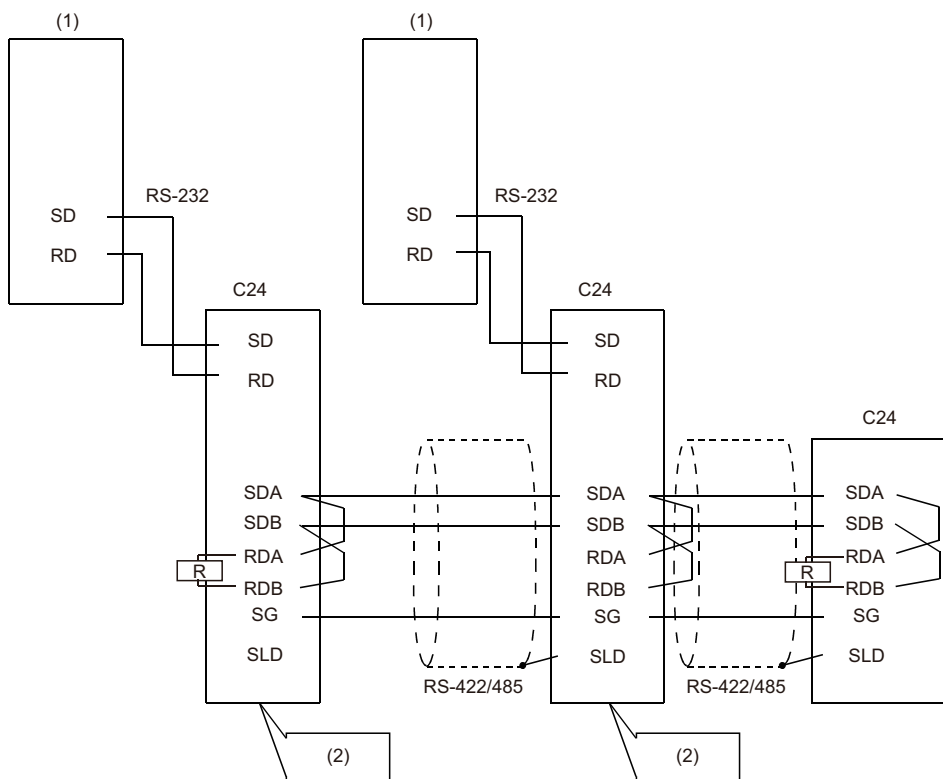 (1)
(1)
RS-232
SD
RD
RS-232
SD
RD
C24
SD
RD
C24
SD
RD
C24
SDA
SDB
RDA
RDB
SG
SLD
R
SDA
SDB
RDA
RDB
SG
SLD
SDA
SDB
RDA
RDB
SG
SLD
R
RS-422/485
RS-422/485
(2)
(2)